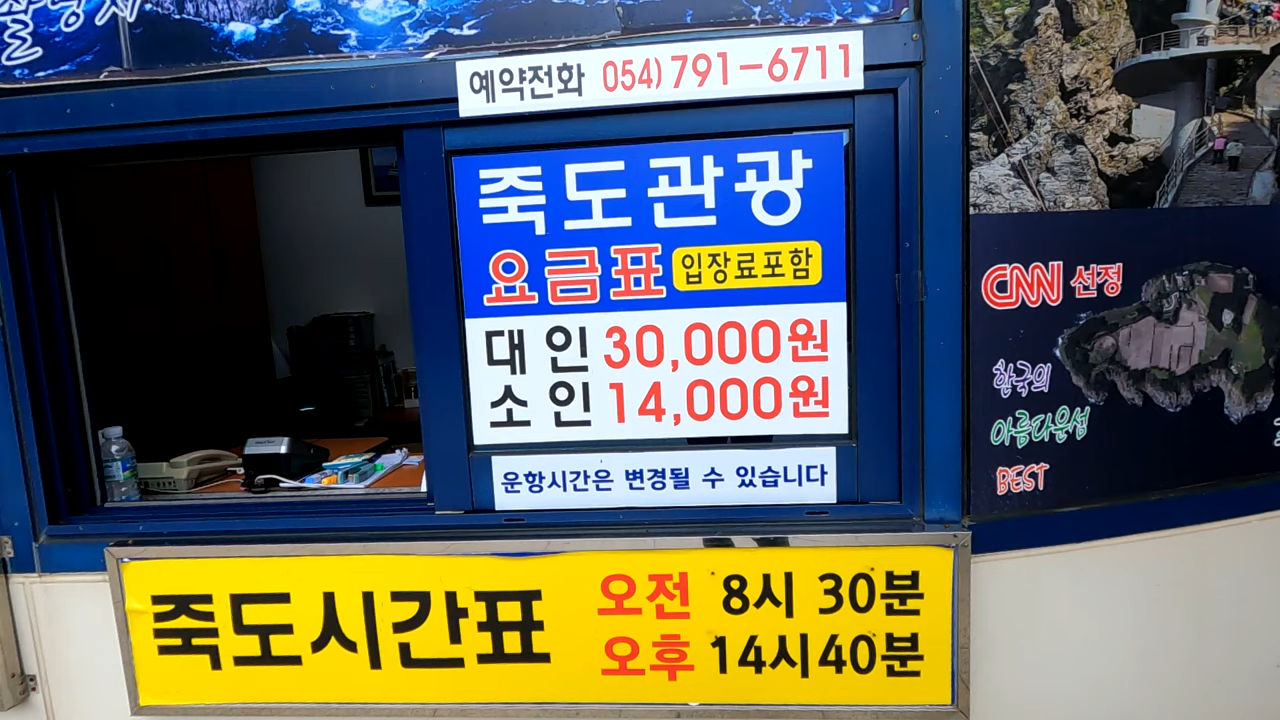 예약전화 054)791-6711
죽도관광
요금표 입장료포함
대 인 30,000원
소 인 14,000원
운항시간은 변경될 수 있습니다
죽도시간표
오전 8시 30분
오후 14시40분
CNN 선정
한국의
아름다운섬
BEST